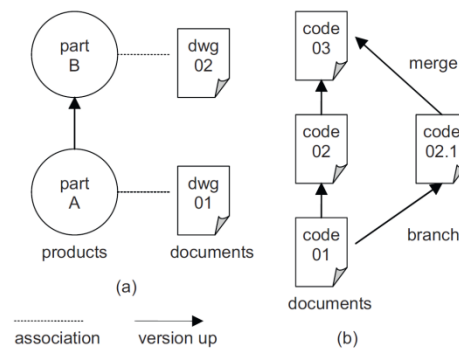 part
B
dwg
02
part
A
dwg
01
products
documents
(a)
association
version up
code
03
merge
code
02
code
02.1
code
01
branch
documents
(b)